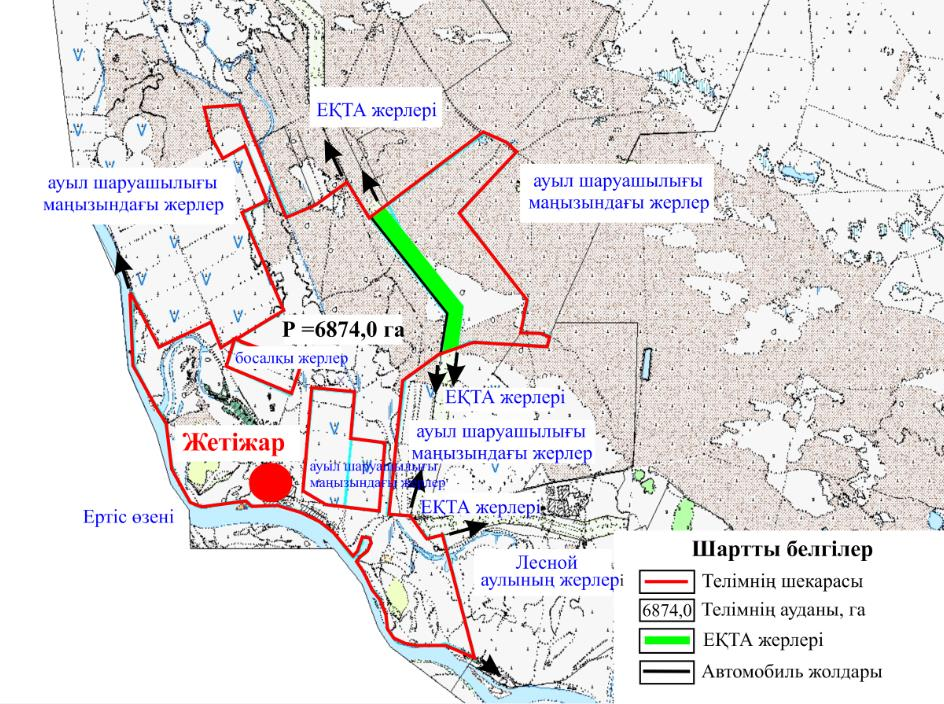 ЕҚТА жерлері
ауыл шаруашылығы
маңызындағы жерлер
ауыл шаруашылығы
маңызындағы жерлер
Р =6874,0 га
босалқы жерлер
ЕҚТА жерлері
ауыл шаруашылығы
маңызындағы жерлер
Жетіжар
ауыл шаруашылығы
маңызындағы жерлер
ЕҚТА жерлері
Ертіс өзені
Лесной
аулының жерлері
Шартты белгілер
Телімнің шекарасы
6874,0 Телімнің ауданы, га
ЕҚТА жерлері
Автомобиль жолдары